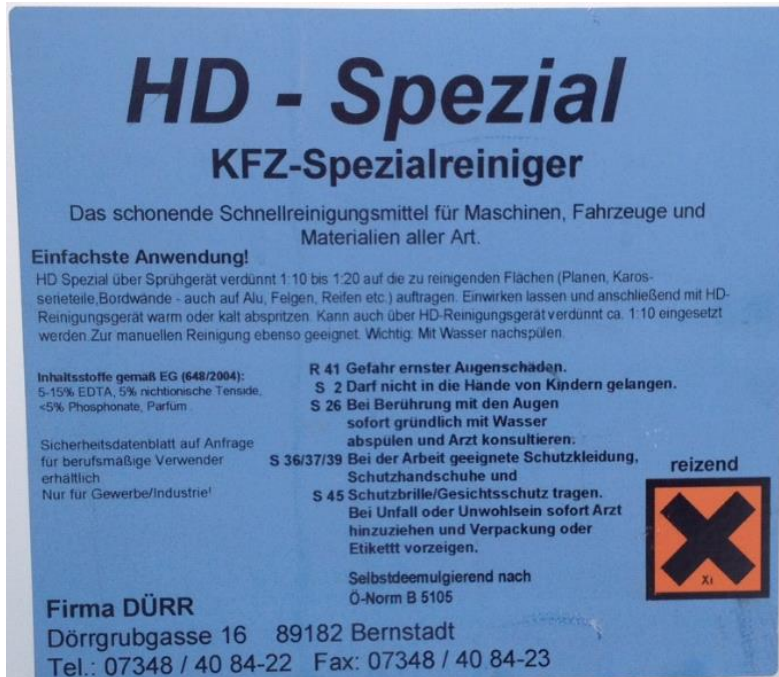 HD - Spezial
KFZ-Spezialreiniger
Das schonende Schnellreinigungsmittel für Maschinen, Fahrzeuge und
Materialien aller Art.
Einfachste Anwendung!
HD Spezial über Sprühgerät verdünnt 1:10 bis 1:20 auf die zu reinigenden Flächen (Planen, Karos-
serieteile,Bordwände - auch auf Alu, Felgen, Reifen etc.) auftragen. Einwirken lassen und anschließend mit HD-
Reinigungsgerät warm oder kalt abspritzen. Kann auch über HD-Reinigungsgerät verdünnt ca. 1:10 eingesetzt
werden.Zur manuellen Reinigung ebenso geeignet. Wichtig: Mit Wasser nachspülen.
Inhaltsstoffe gemäß EG (648/2004):
5-15% EDTA, 5% nichtionische Tenside,
<5% Phosphonate, Parfüm
Sicherheitsdatenblatt auf Anfrage
für berufsmäßige Verwender
erhältlich
Nur für Gewerbe/Industrie!
R 41 Gefahr ernster Augenschäden.
S 2 Darf nicht in die Hände von Kindern gelangen.
S 26 Bei Berührung mit den Augen
sofort gründlich mit Wasser
abspülen und Arzt konsultieren.
S 36/37/39 Bei der Arbeit geeignete Schutzkleidung,
Schutzhandschuhe und
S 45 Schutzbrille/Gesichtsschutz tragen.
Bei Unfall oder Unwohlsein sofort Arzt
hinzuziehen und Verpackung oder
Etikettt vorzeigen.
Selbstdeemulgierend nach
Ö-Norm B 5105
reizend
Xi
Firma DÜRR
Dörrgrubgasse 16 89182 Bernstadt
Tel.: 07348 / 40 84-22 Fax: 07348 / 40 84-23